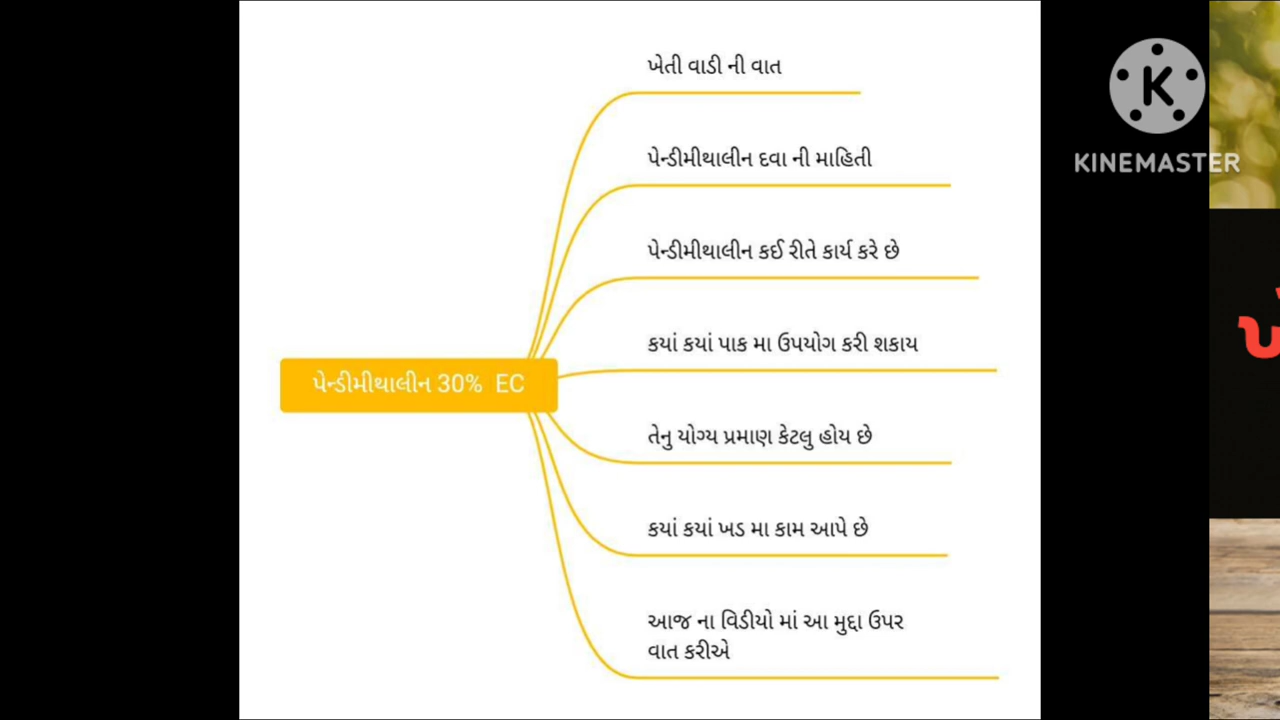 ખેતી વાડી ની વાત
પેન્ડીમીથાલીન દવા ની માહિતી
પેન્ડીમીથાલીન કઈ રીતે કાર્ય કરે છે
કયાં કયાં પાક મા ઉપયોગ કરી શકાય
પેન્ડીમીથાલીન 30% EC
તેનુ યોગ્ય પ્રમાણ કેટલુ હોય છે
કયાં કયાં ખડ મા કામ આપે છે
આજ ના વિડીયો માં આ મુદ્દા ઉપર
વાત કરીએ
KINEMASTER